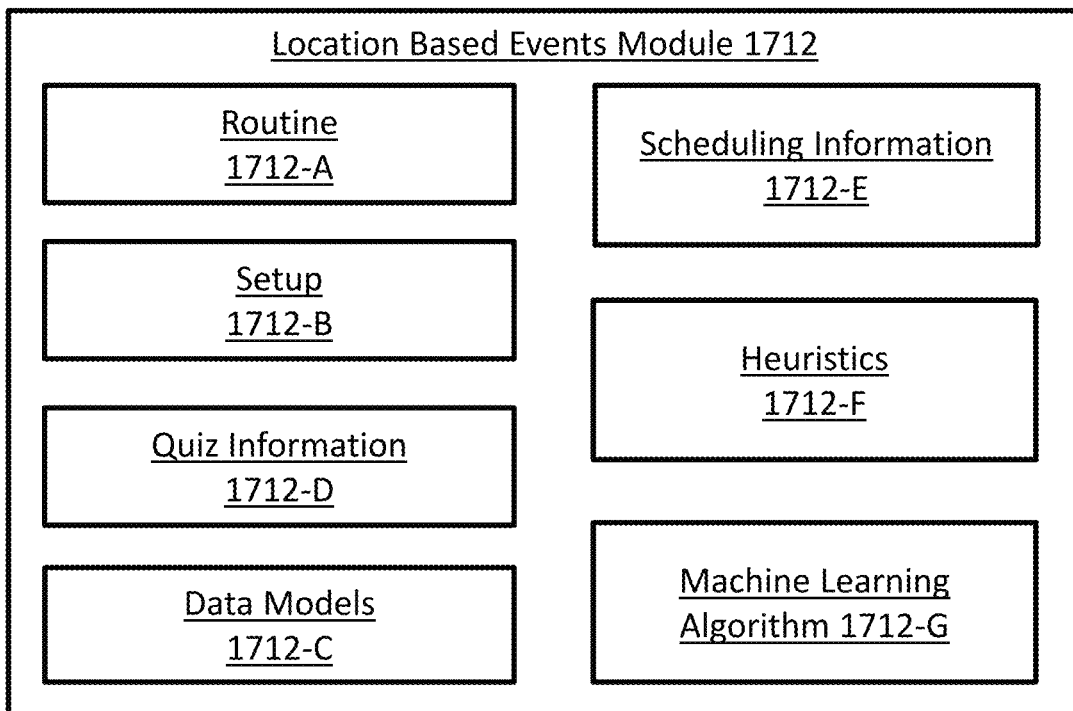 Location Based Events Module 1712
Routine
1712-A
Setup
1712-B
Quiz Information
1712-D
Data Models
1712-C
Scheduling Information
1712-E
Heuristics
1712-F
Machine Learning
Algorithm 1712-G